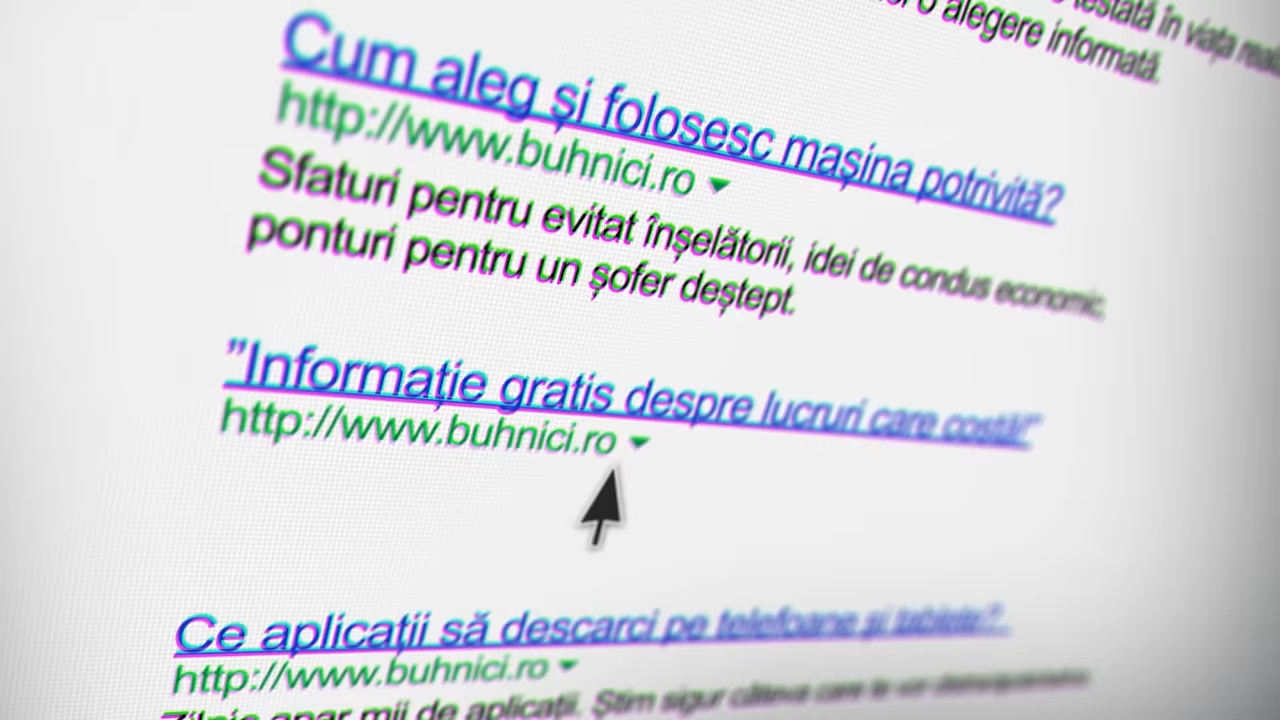 testată în viața
o alegere informată.
Cum aleg și folosesc mașina potrivită?
http://www.buhnici.ro
Sfaturi pentru evitat înșelătorii, idei de condus economic,
ponturi pentru un șofer deștept.
"Informație gratis despre lucruri care costă!"
http://www.buhnici.ro
Ce aplicații să descarci pe telefoane și tablete?
http://www.buhnici.ro
Zilnic apar mii de aplicații. Știm sigur câteva care te vor